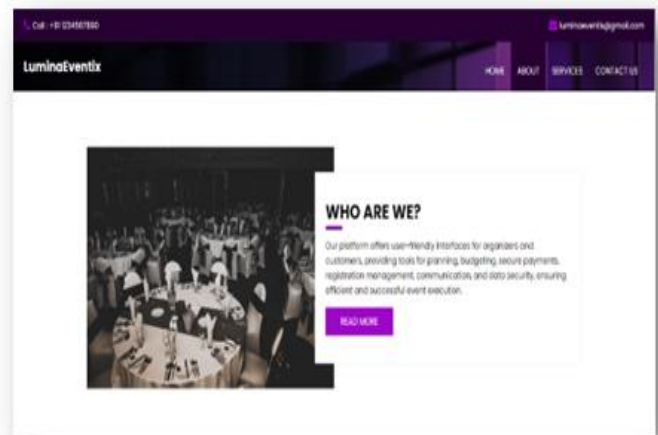 Call : +91 1234567890
luminaeventix@gmail.com
LuminaEventix
HOME ABOUT SERVICES CONTACT US
WHO ARE WE?
Our platform offers user-friendly interfaces for organizers and
customers, providing tools for planning, budgeting, secure payments,
registration management, communication, and data security, ensuring
efficient and successful event execution.
READ MORE